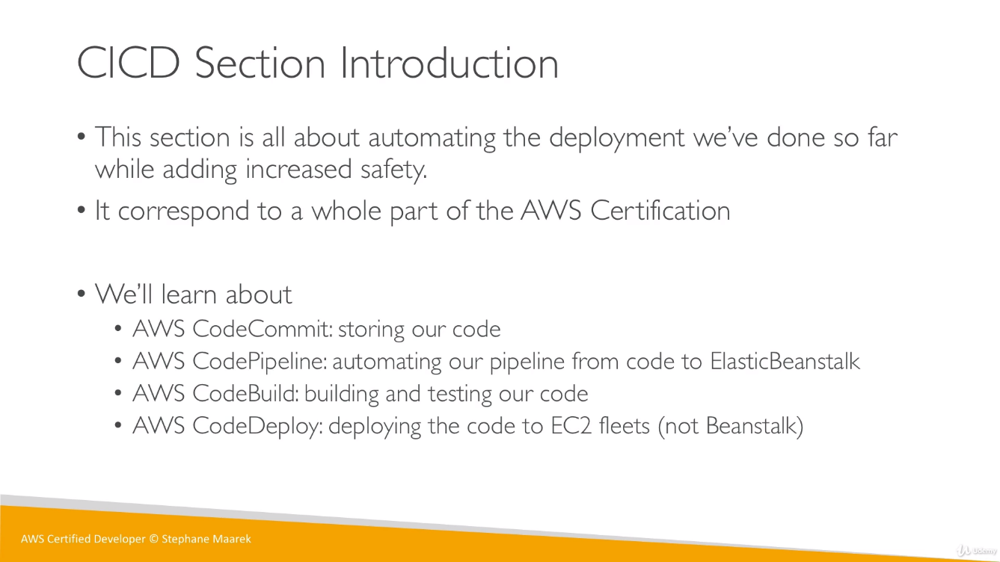 CICD Section Introduction
• This section is all about automating the deployment we've done so far
while adding increased safety.
• It correspond to a whole part of the AWS Certification
• We'll learn about
• AWS CodeCommit: storing our code
• AWS CodePipeline: automating our pipeline from code to ElasticBeanstalk
• AWS CodeBuild: building and testing our code
• AWS CodeDeploy: deploying the code to EC2 fleets (not Beanstalk)
AWS Certified Developer © Stephane Maarek
Udemy